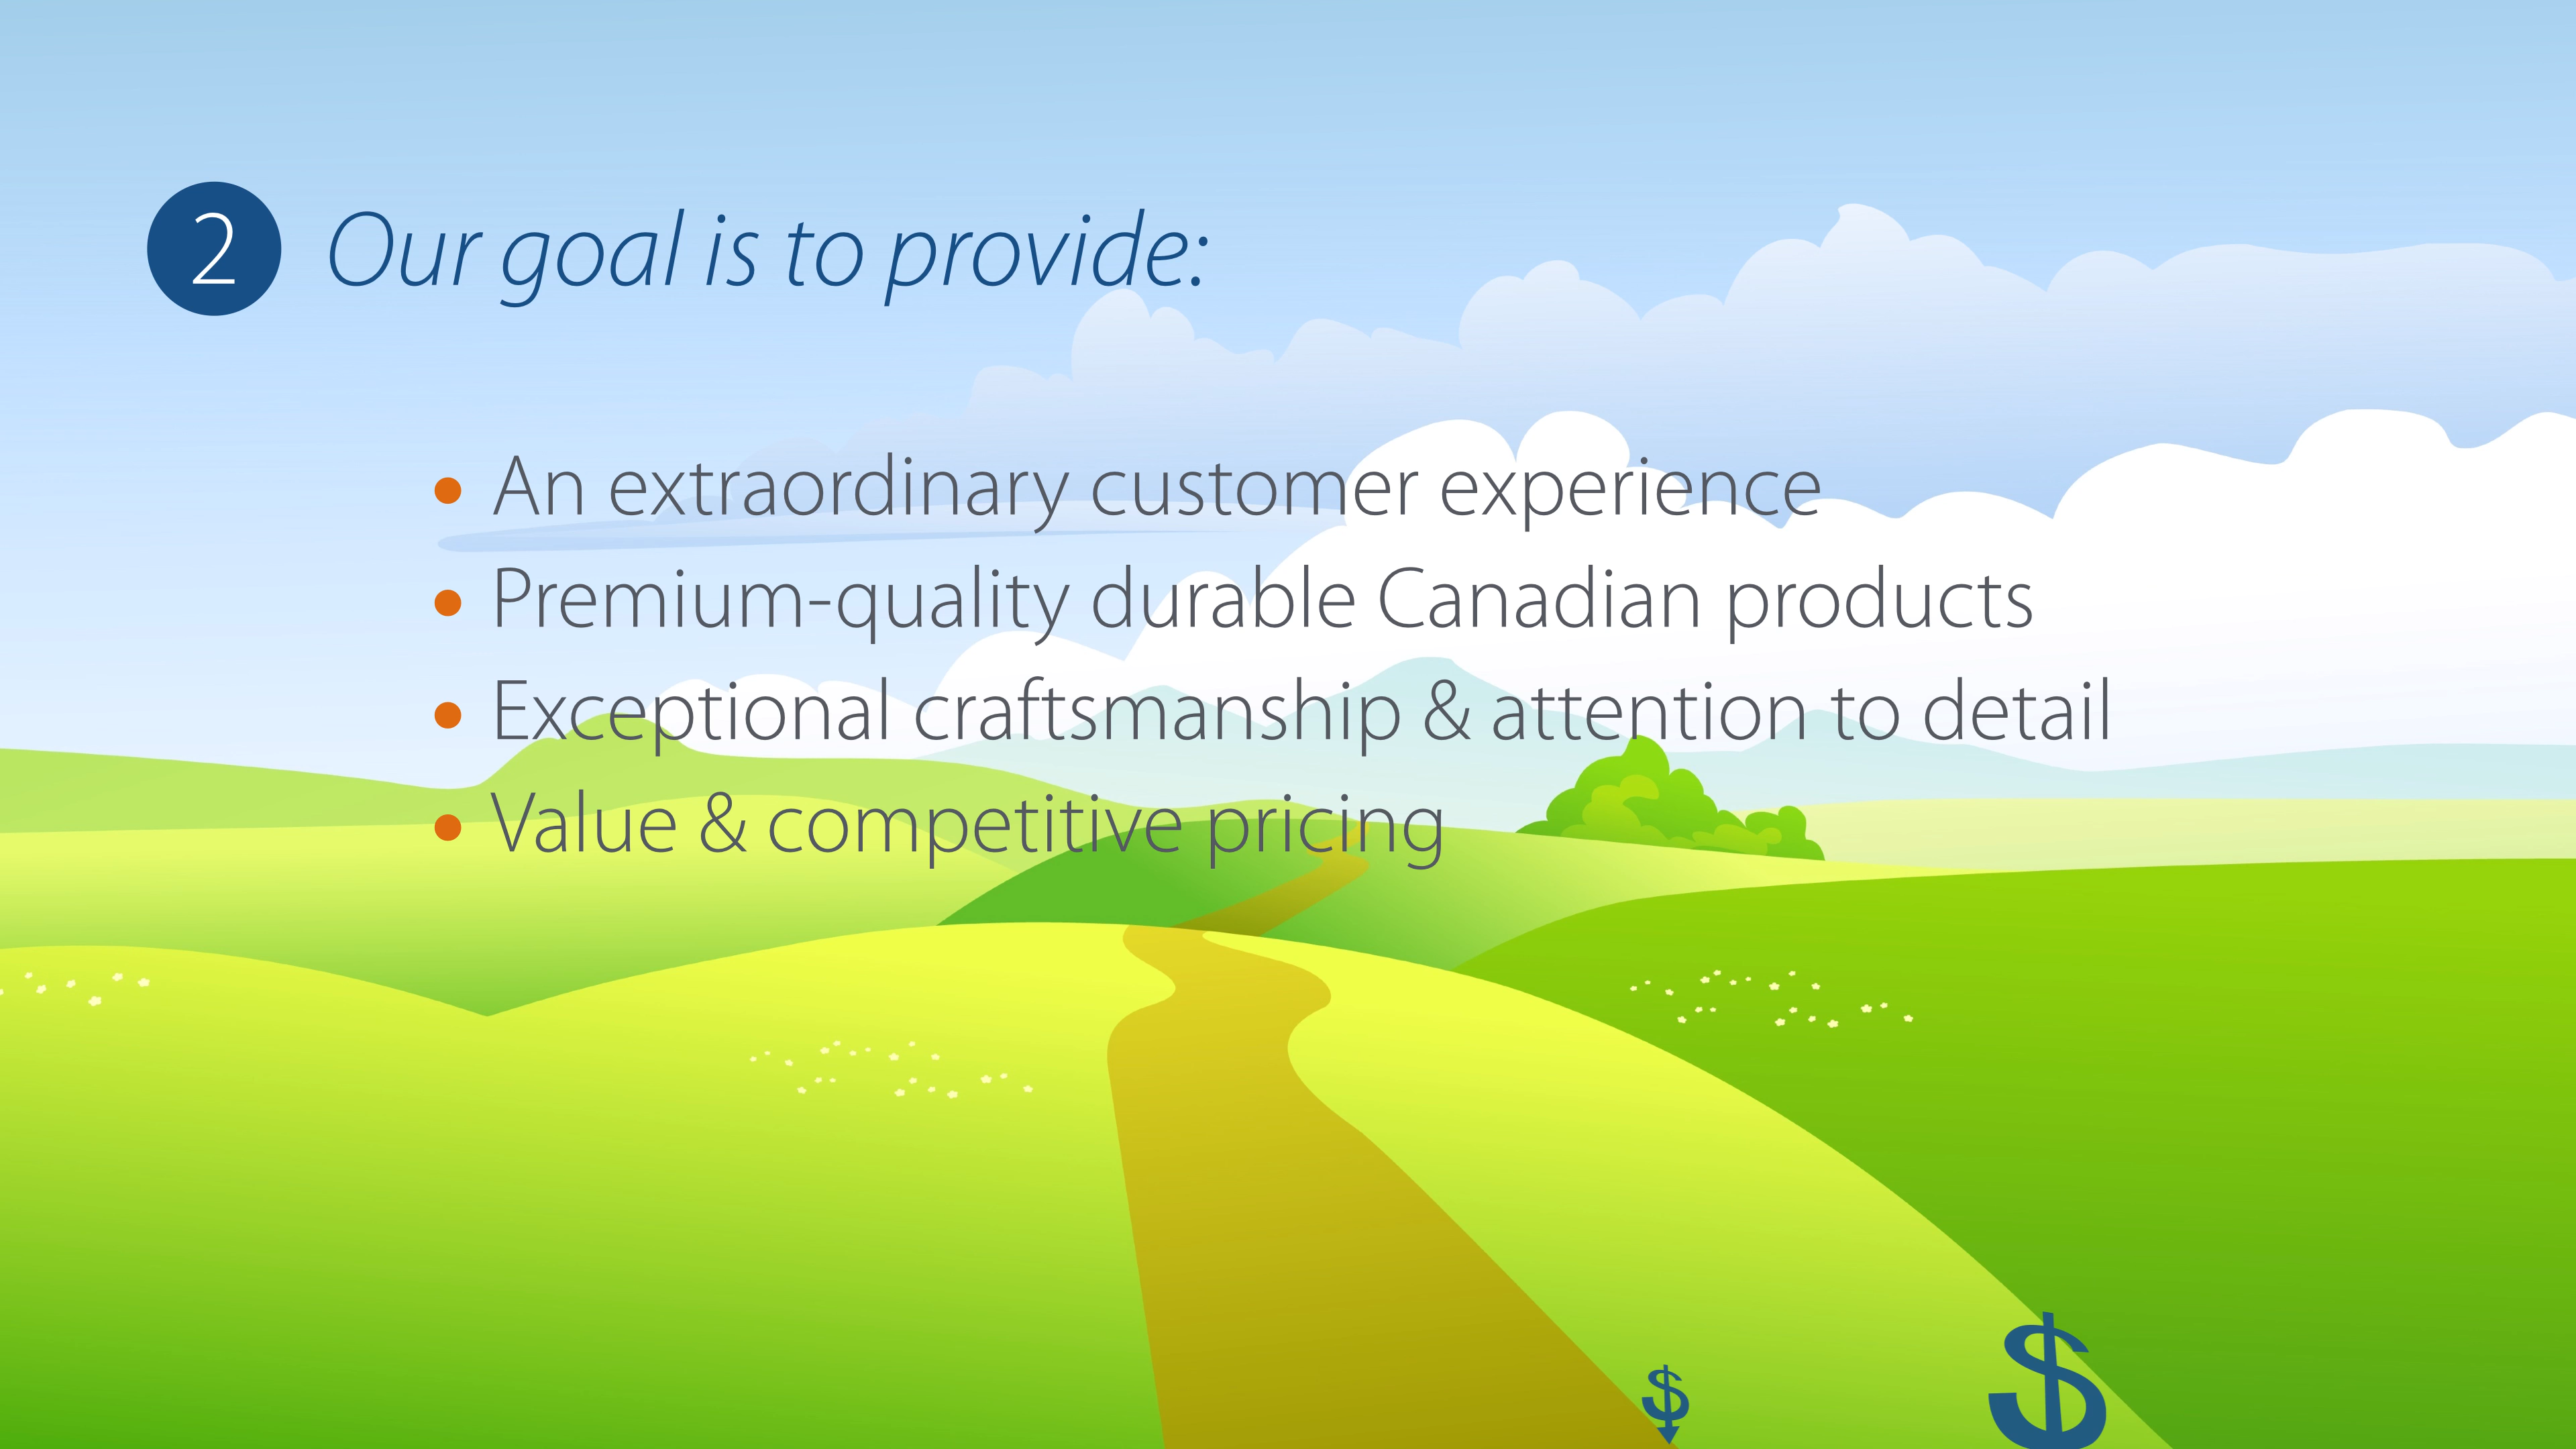 2 Our goal is to provide:
• An extraordinary customer experience
• Premium-quality durable Canadian products
• Exceptional craftsmanship & attention to detail
• Value & competitive pricing
$ $